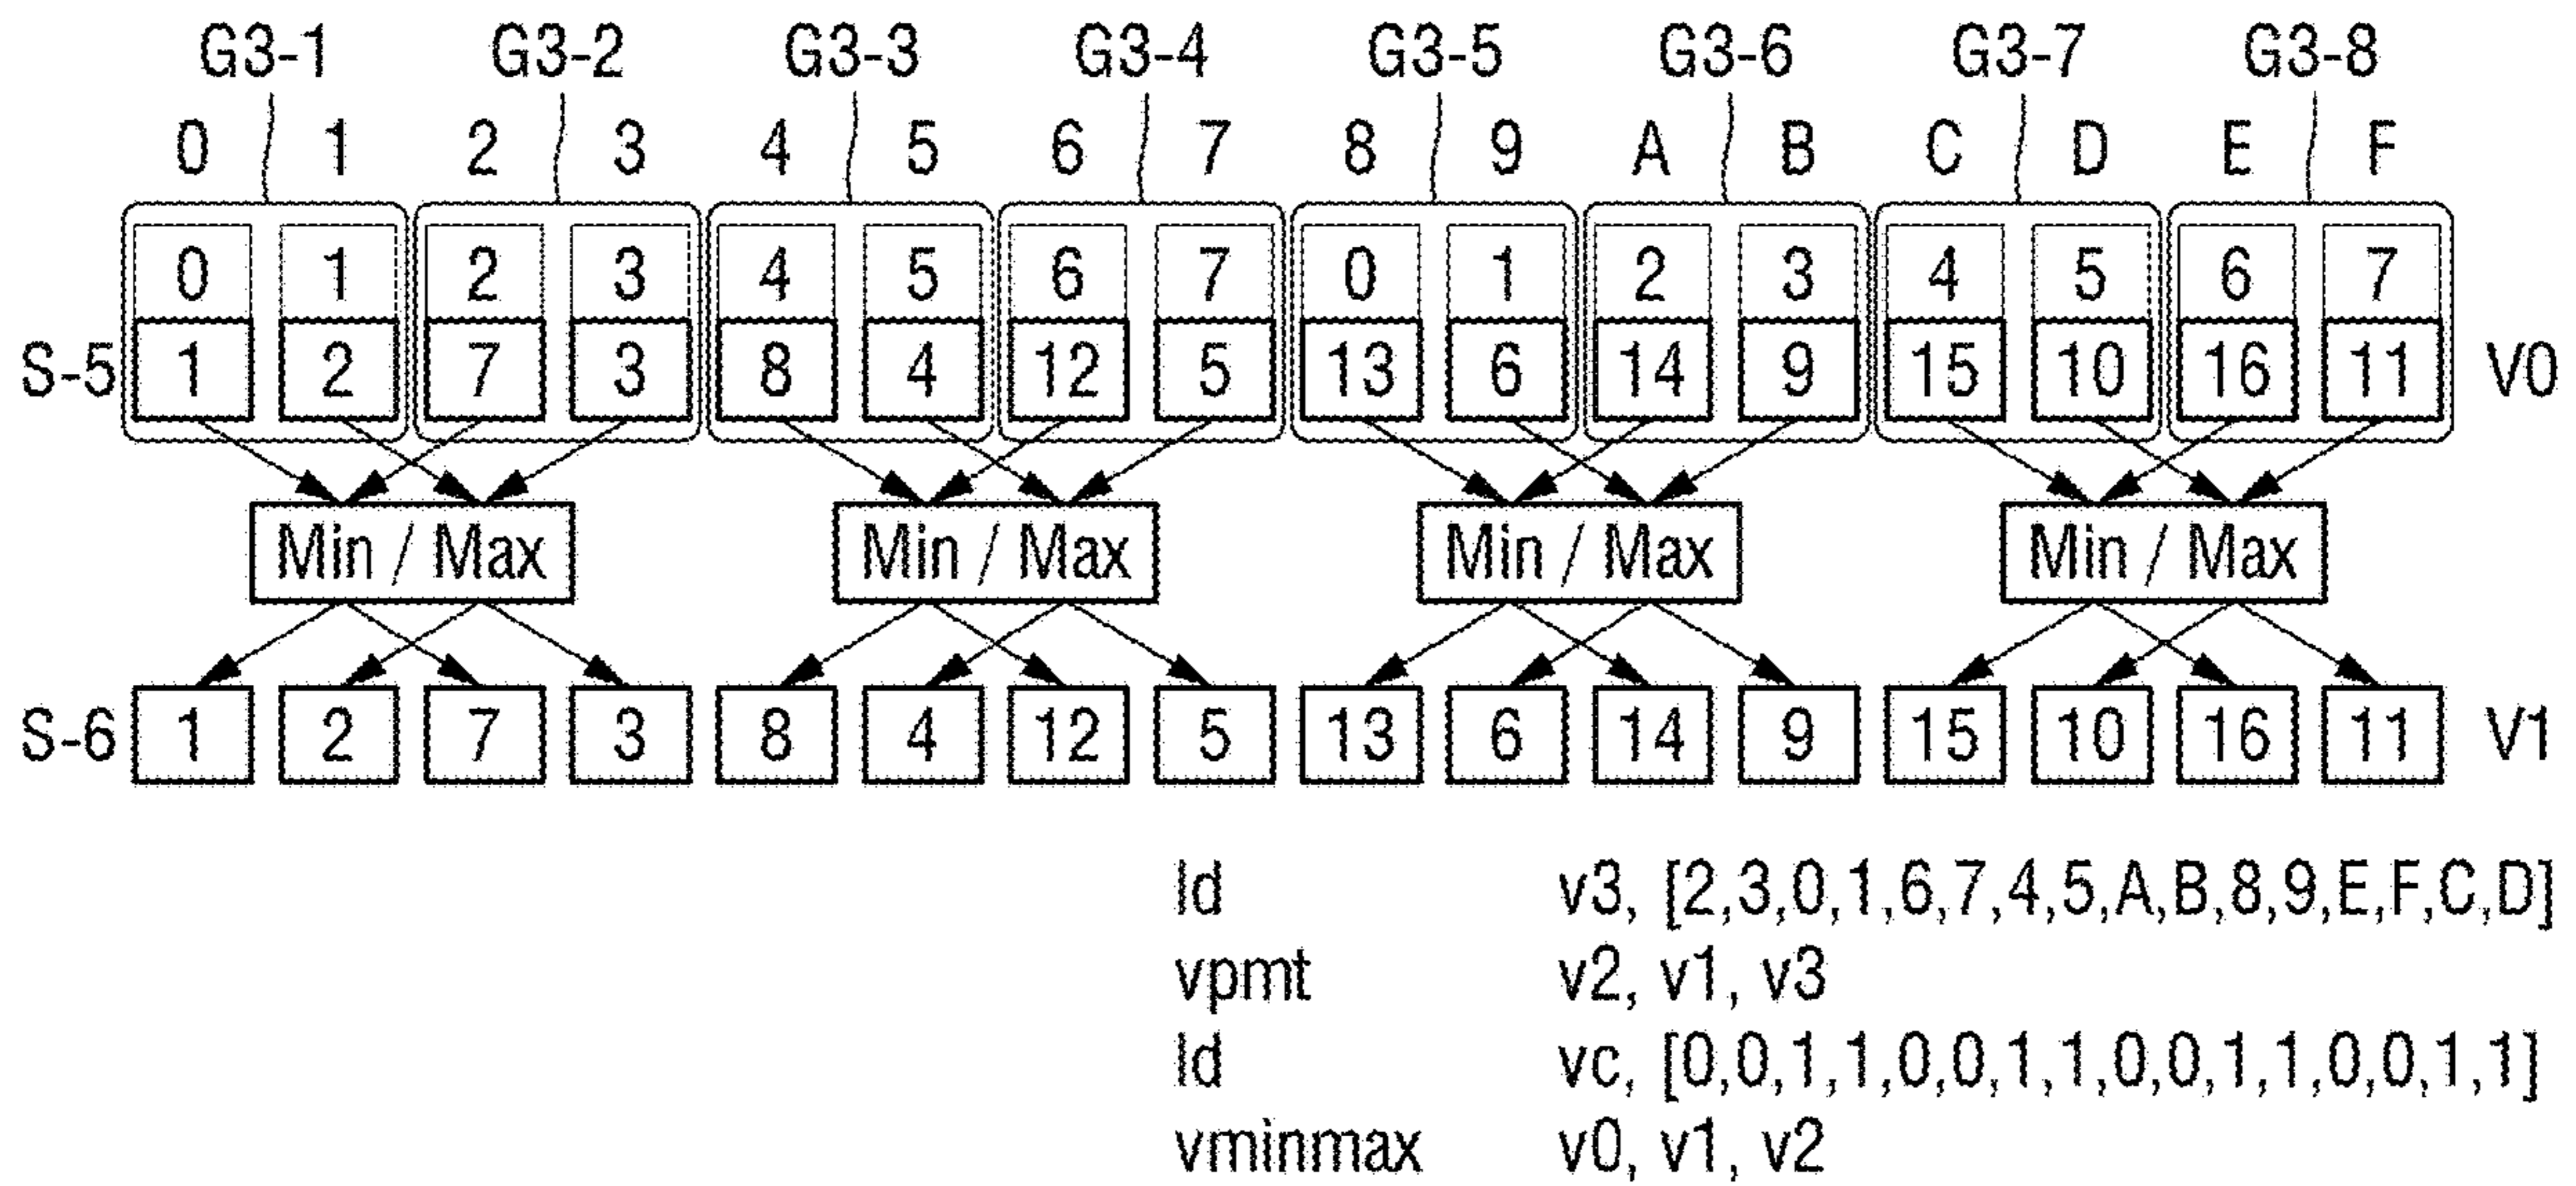 G3-1 G3-2 G3-3 G3-4 G3-5 G3-6 G3-7 G3-8
0 1 2 3 4 5 6 7 8 9 A B C D E F
0 1 2 3 4 5 6 7 0 1 2 3 4 5 6 7
S-5 1 2 7 3 8 4 12 5 13 6 14 9 15 10 16 11 V0
Min / Max Min / Max Min / Max Min / Max
S-6 1 2 7 3 8 4 12 5 13 6 14 9 15 10 16 11 V1
ld v3, [2,3,0,1,6,7,4,5,A,B,8,9,E,F,C,D]
vpmt v2, v1, v3
ld vc, [0,0,1,1,0,0,1,1,0,0,1,1,0,0,1,1]
vminmax v0, v1, v2